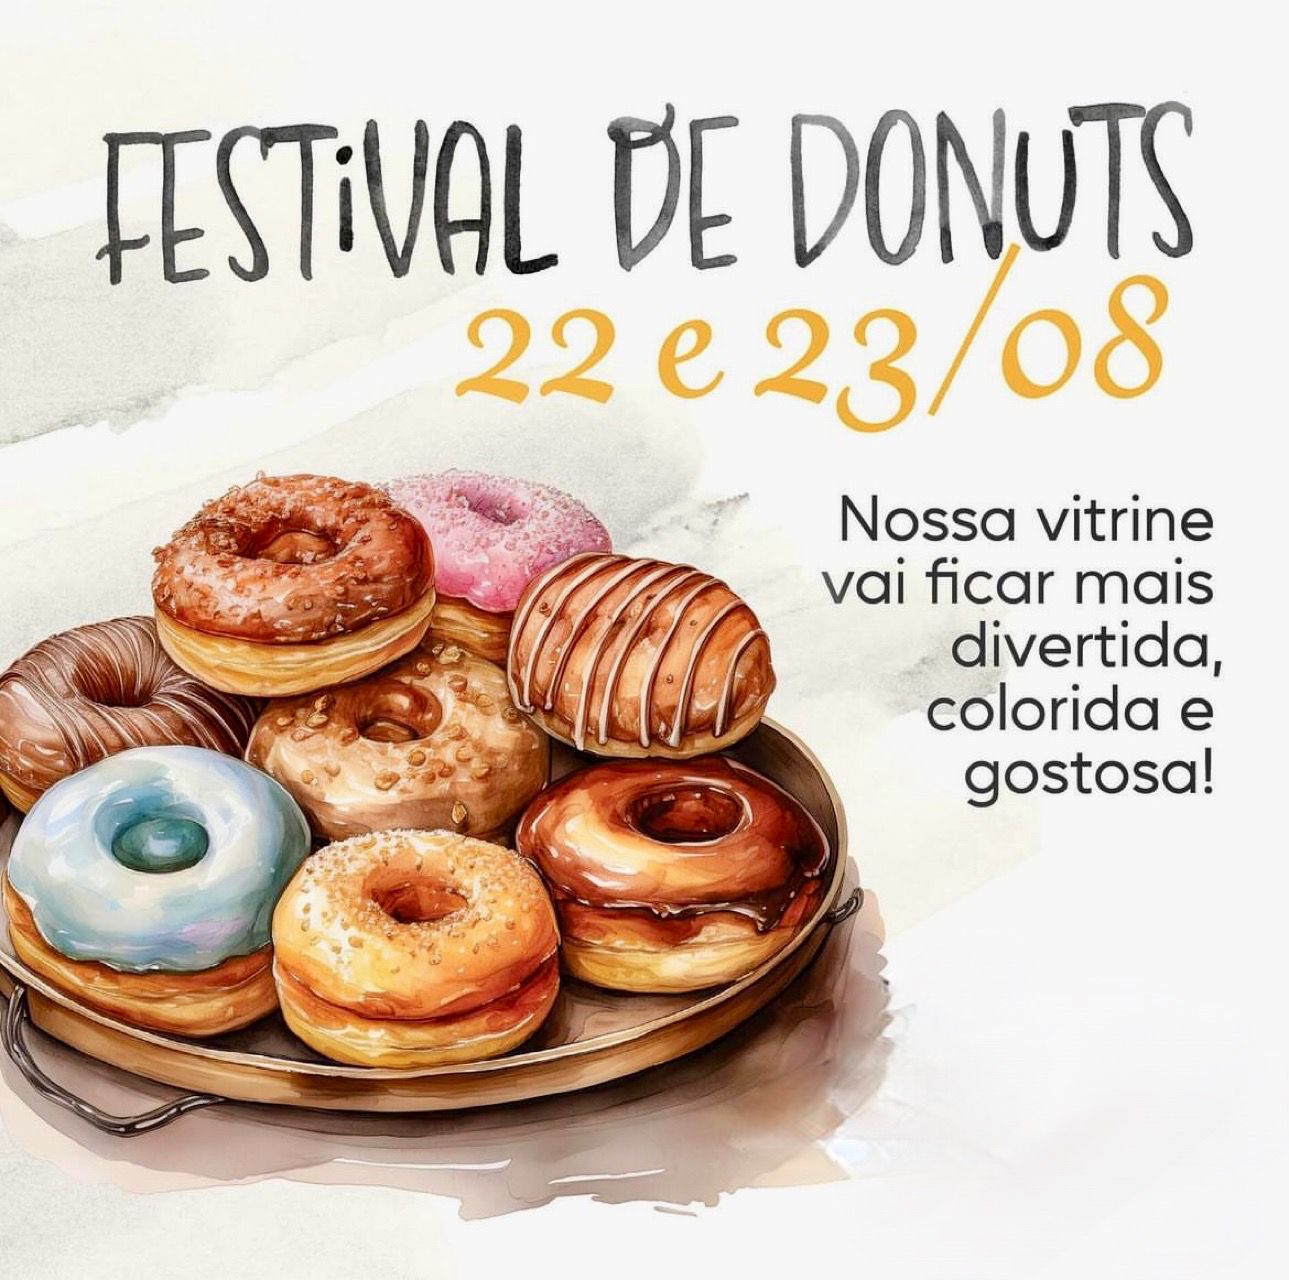 FESTiVAL DE DONUTS
22 e 23/08
Nossa vitrine
vai ficar mais
divertida,
colorida e
gostosa!